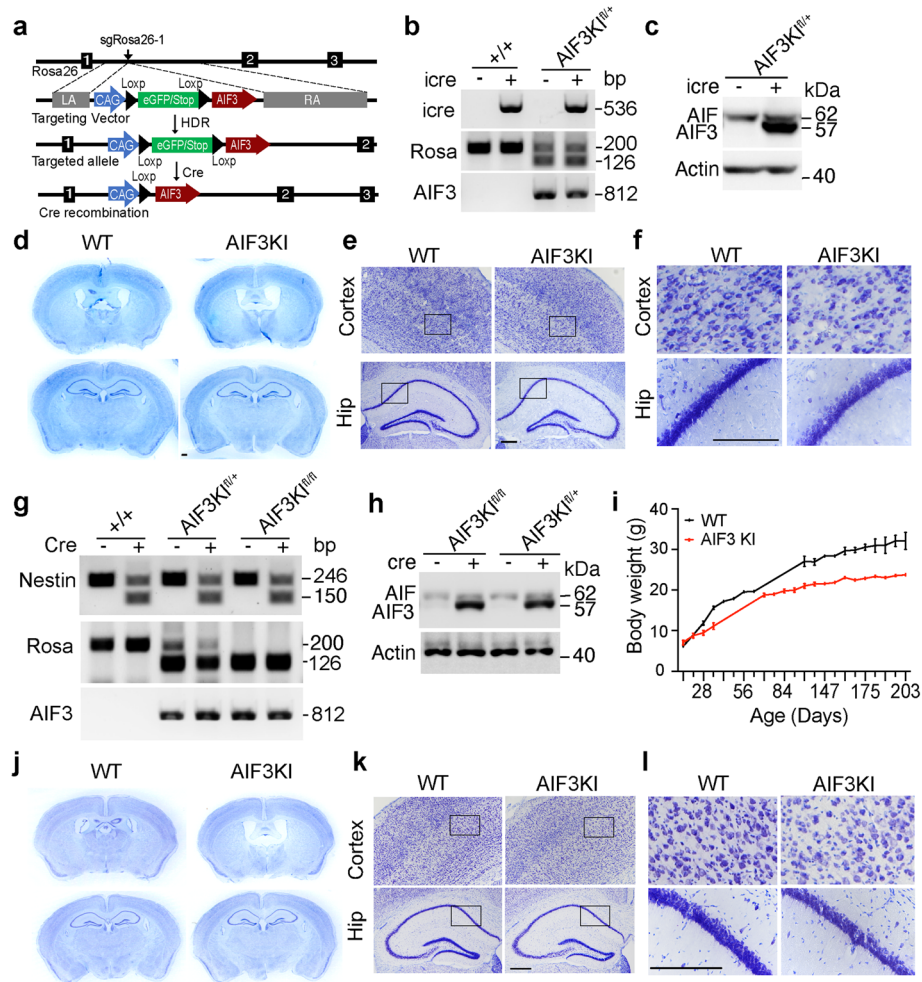 a
sgRosa26-1
1
2
3
Rosa26
Loxp
Loxp
LA
CAG
eGFP/Stop
AIF3
RA
Targeting Vector
HDR
1
CAG
eGFP/Stop
AIF3
2
Targeted allele
Loxp
Loxp
Loxp
Cre
1
CAG
AIF3
2
3
Cre recombination
b
+/+
AIF3KIfl/+
icre
-
+
-
+
bp
icre
536
Rosa
200
126
AIF3
812
c
AIF3KIfl/+
icre
-
+
kDa
AIF
62
AIF3
57
Actin
40
d
WT
AIF3KI
e
WT
AIF3KI
Cortex
Hip
f
WT
AIF3KI
Cortex
Hip
g
+/+
AIF3KIfl/+
AIF3KIfl/fl
Cre
-
+
-
+
-
+
bp
Nestin
246
150
Rosa
200
126
AIF3
812
h
AIF3KIfl/fl
AIF3KIfl/+
cre
-
+
-
+
kDa
AIF
62
AIF3
57
Actin
40
i
WT
AIF3 KI
Body weight (g)
40
30
20
10
0
28
56
84
147
175
203
Age (Days)
j
WT
AIF3KI
k
WT
AIF3KI
Cortex
Hip
l
WT
AIF3KI